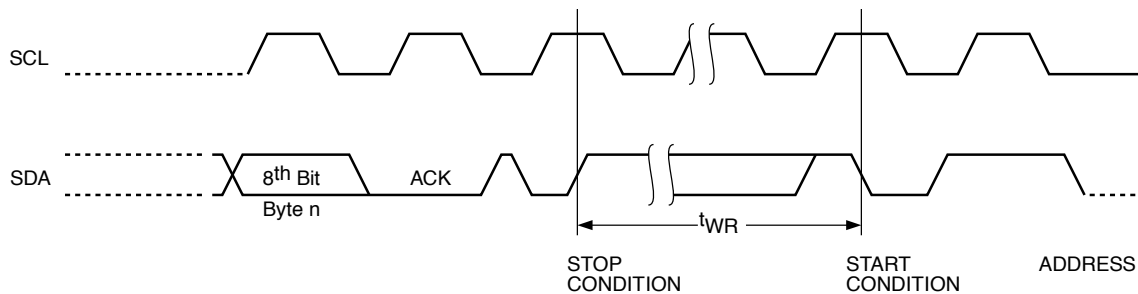 SCL
SDA
8th Bit
ACK
Byte n
tWR
STOP
CONDITION
START
CONDITION
ADDRESS